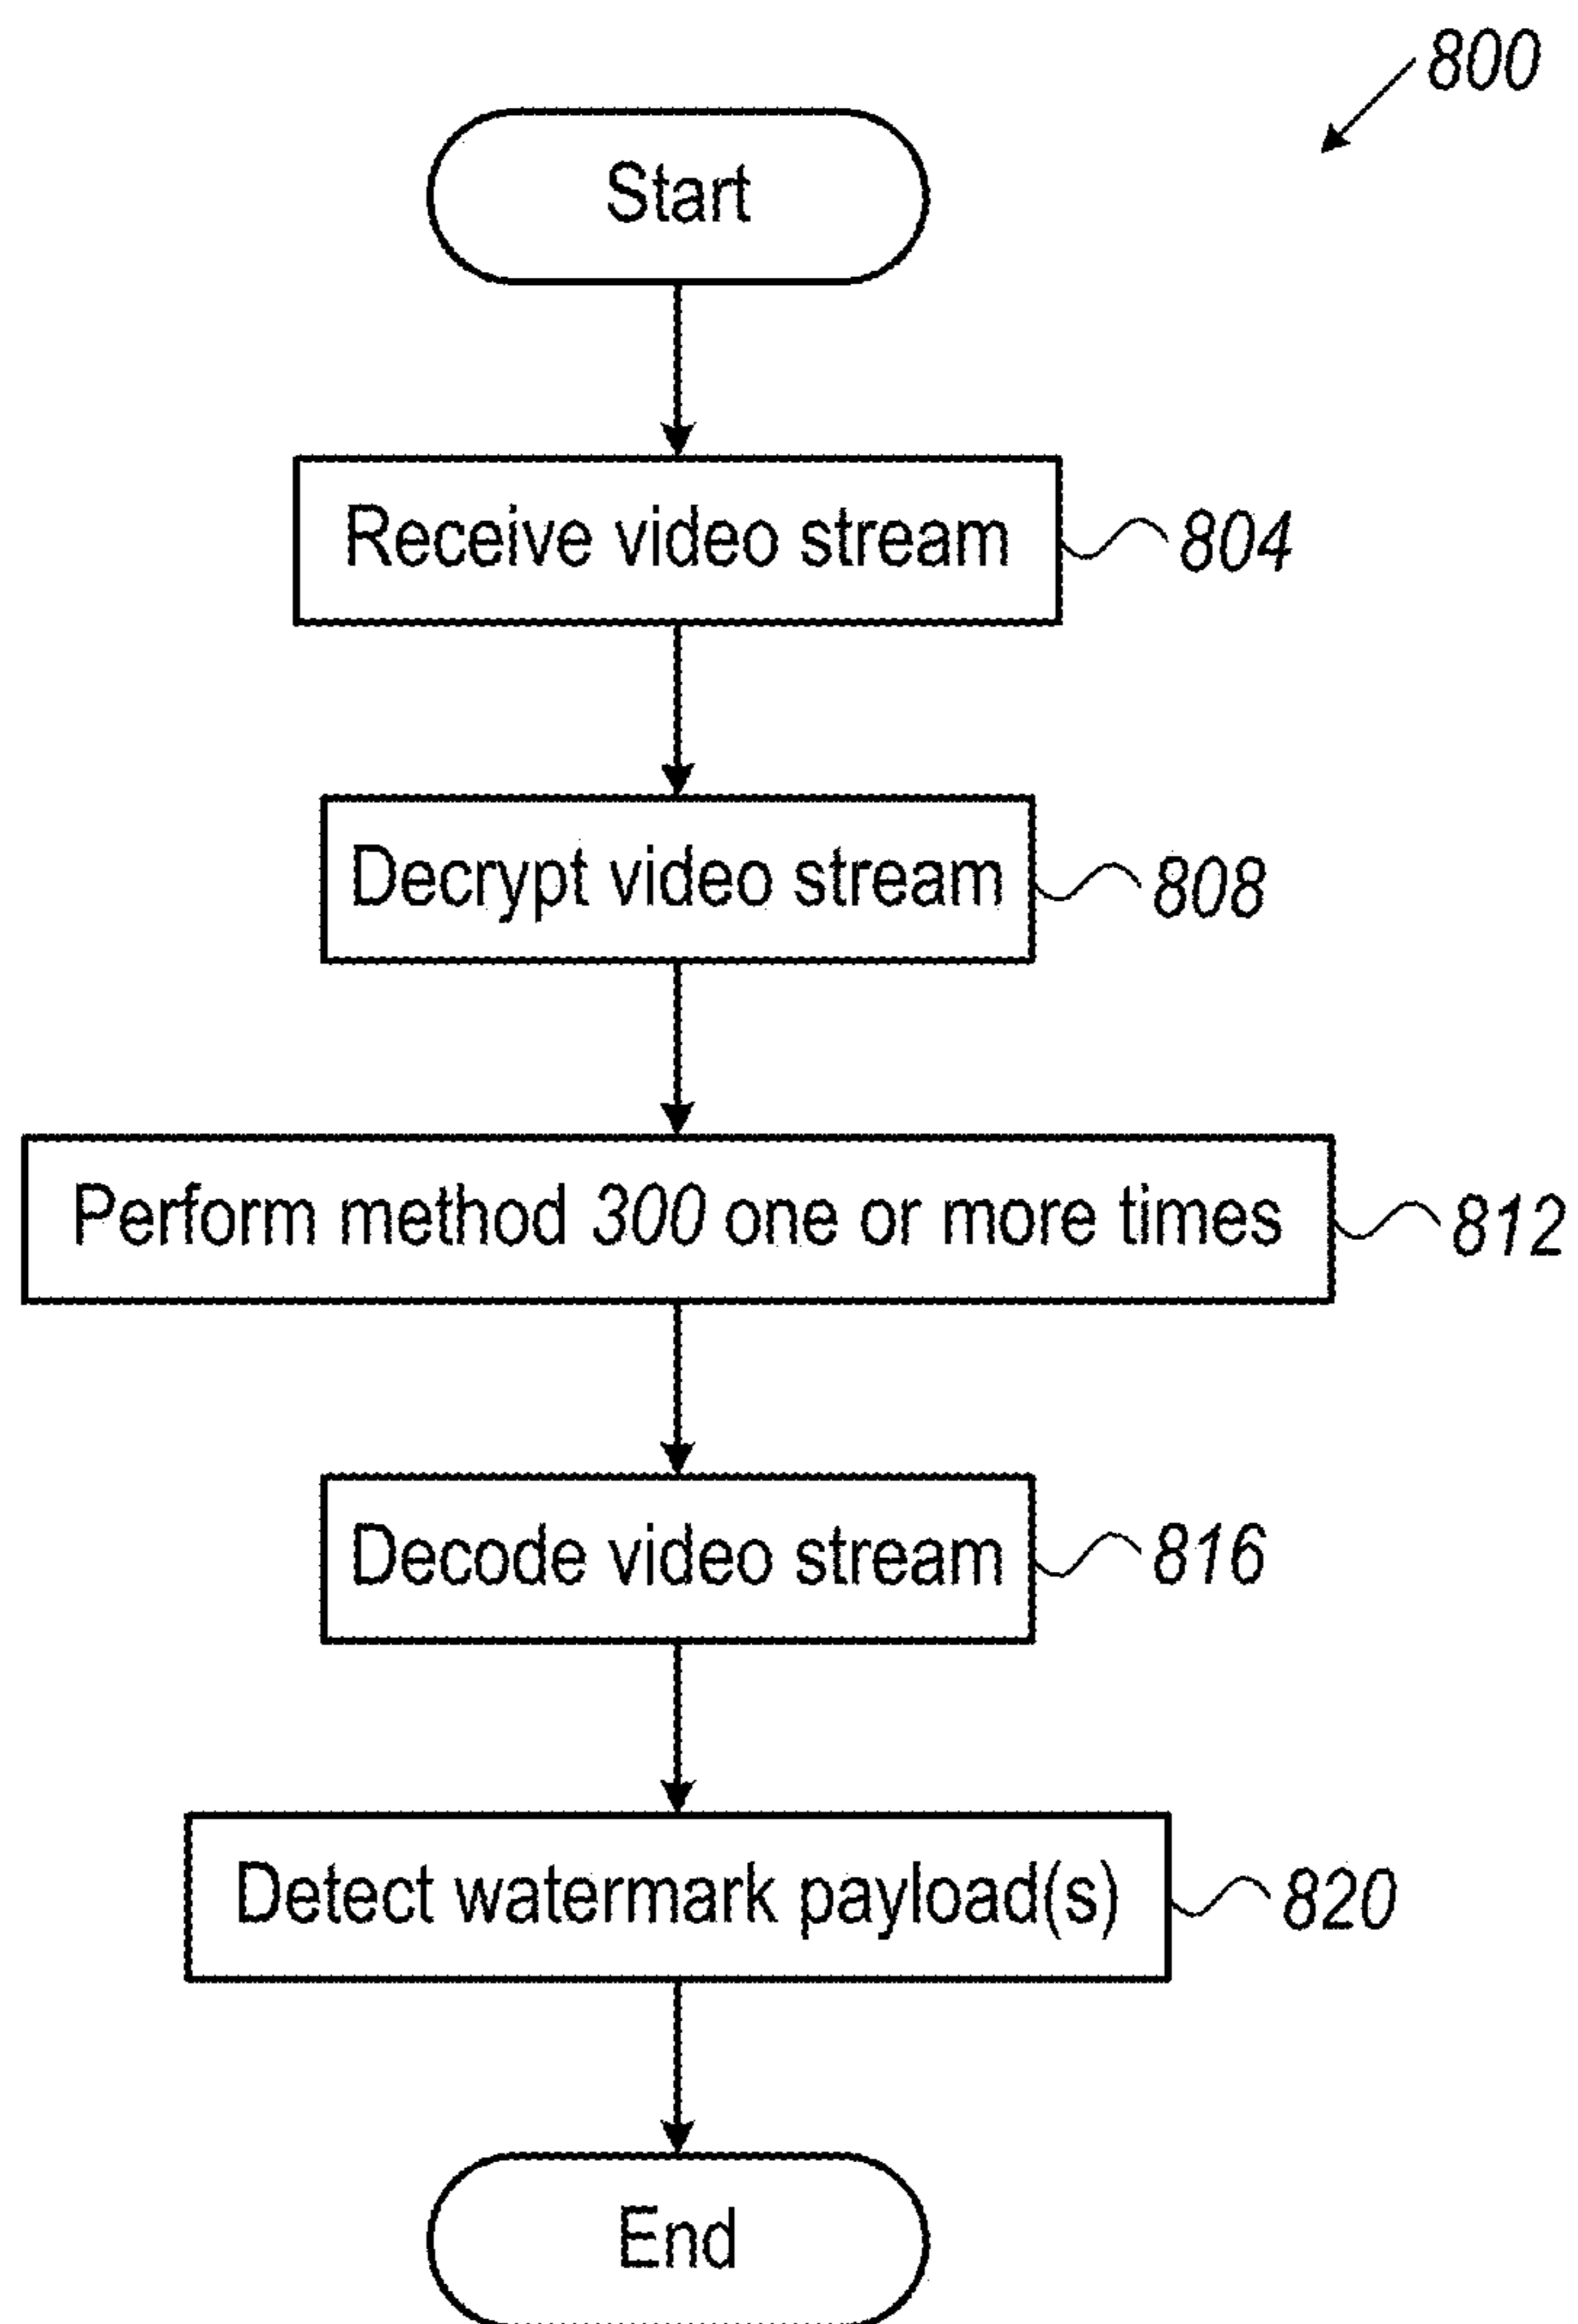 800
Start
Receive video stream 804
Decrypt video stream 808
Perform method 300 one or more times 812
Decode video stream 816
Detect watermark payload(s) 820
End